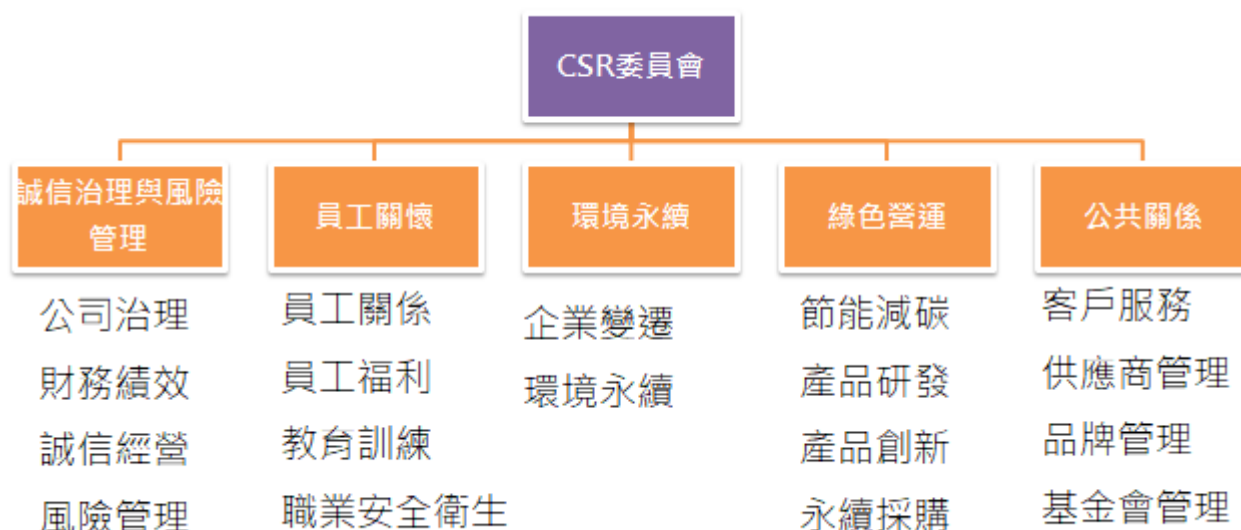 CSR委員會
誠信治理與風險
管理
員工關懷
環境永續
綠色營運
公共關係
公司治理
財務績效
誠信經營
風險管理
員工關係
員工福利
教育訓練
職業安全衛生
企業變遷
環境永續
節能減碳
產品研發
產品創新
永續採購
客戶服務
供應商管理
品牌管理
基金會管理